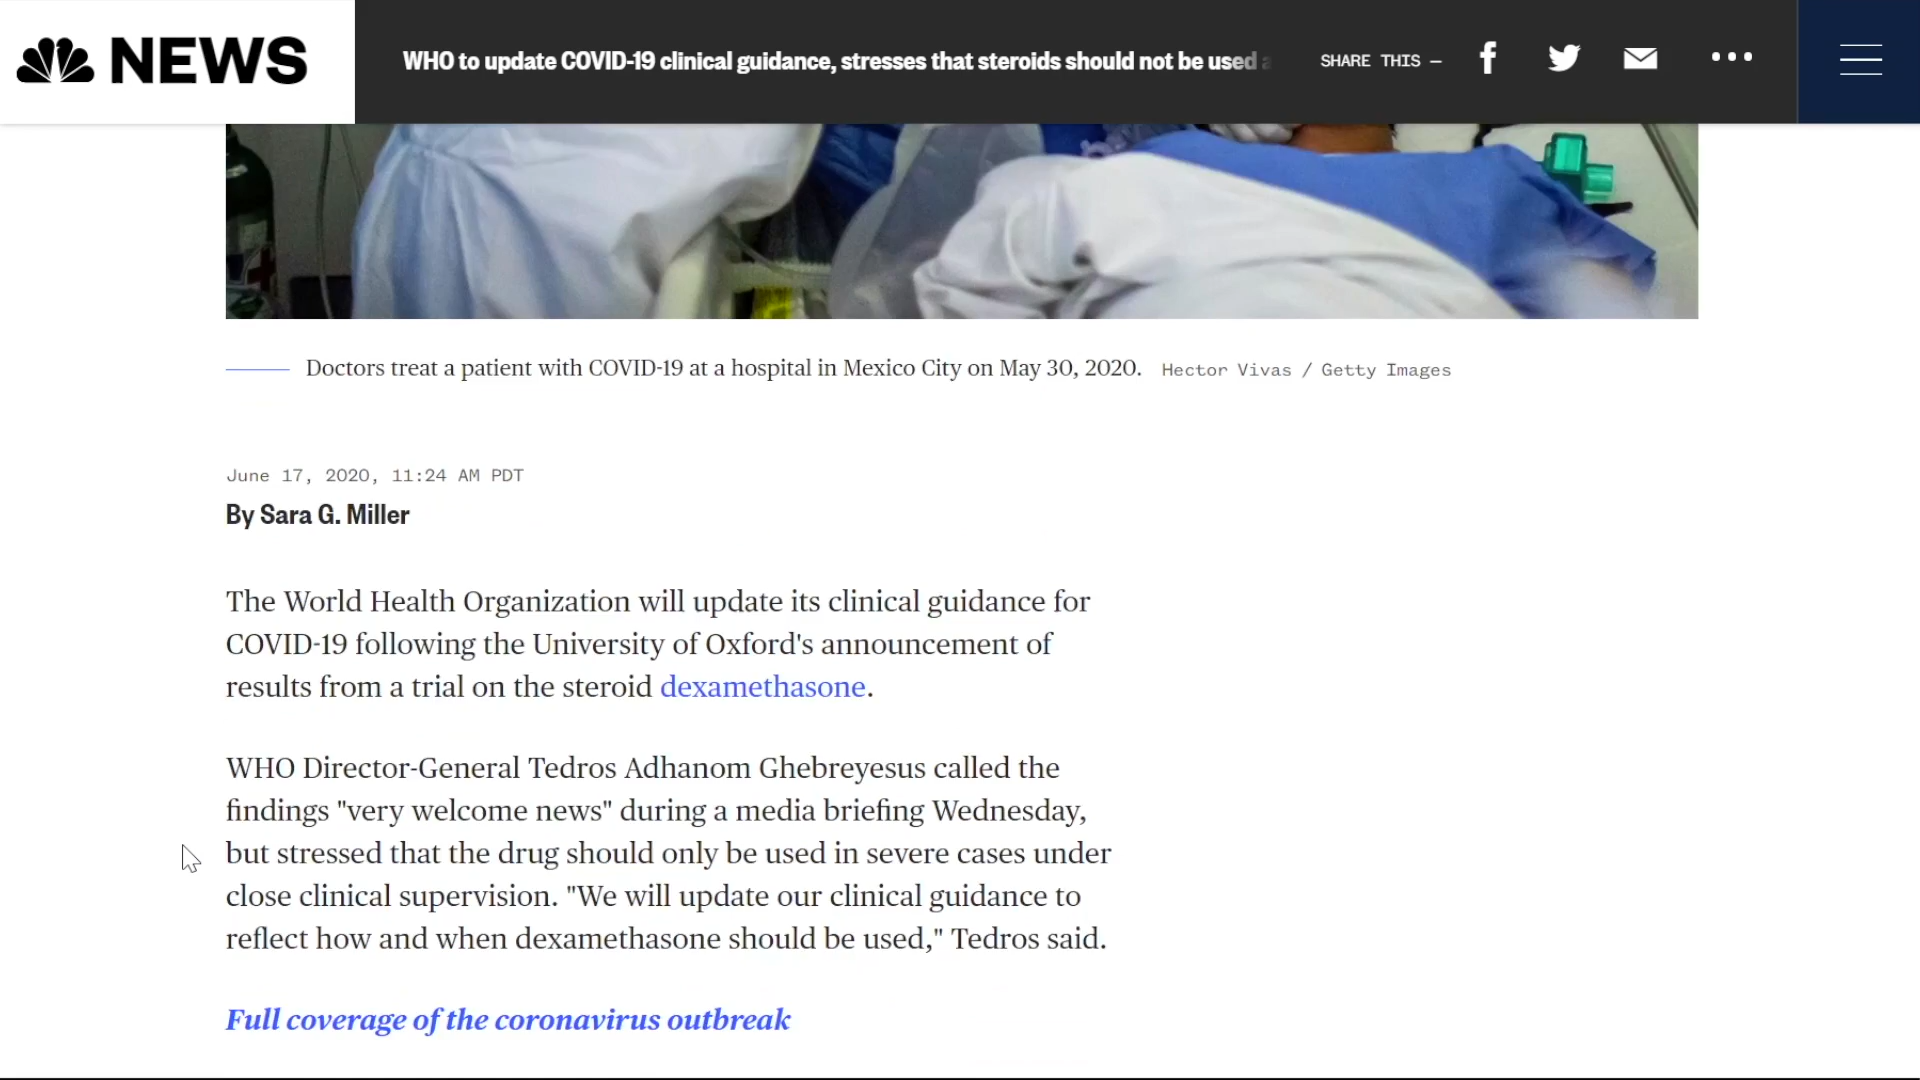 NEWS
WHO to update COVID-19 clinical guidance, stresses that steroids should not be used
SHARE THIS —
Doctors treat a patient with COVID-19 at a hospital in Mexico City on May 30, 2020. Hector Vivas / Getty Images
June 17, 2020, 11:24 AM PDT
By Sara G. Miller
The World Health Organization will update its clinical guidance for
COVID-19 following the University of Oxford's announcement of
results from a trial on the steroid dexamethasone.
WHO Director-General Tedros Adhanom Ghebreyesus called the
findings "very welcome news" during a media briefing Wednesday,
but stressed that the drug should only be used in severe cases under
close clinical supervision. "We will update our clinical guidance to
reflect how and when dexamethasone should be used," Tedros said.
Full coverage of the coronavirus outbreak